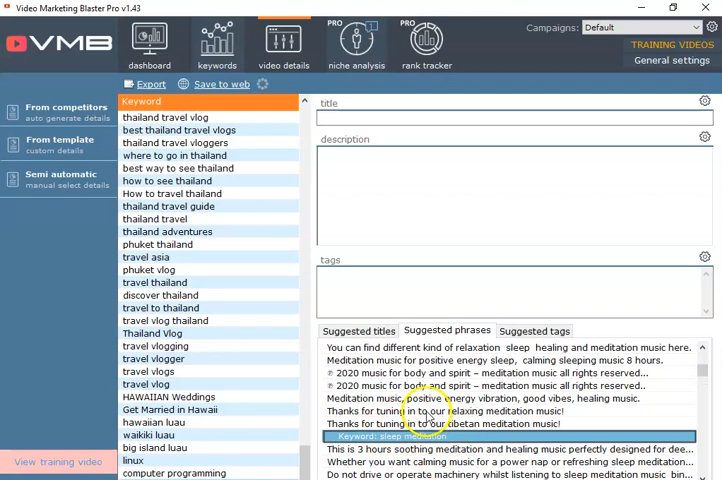 Video Marketing Blaster Pro v1.43
VMB
dashboard
keywords
video details
PRO
niche analysis
PRO
rank tracker
Campaigns: Default
TRAINING VIDEOS
General settings
Export
Save to web
From competitors
auto generate details
From template
custom details
Semi automatic
manual select details
View training video
Keyword
thailand travel vlog
best thailand travel vlogs
thailand travel vloggers
where to go in thailand
best way to see thailand
how to see thailand
How to travel thailand
thailand travel guide
thailand travel
thailand adventures
phuket thailand
travel asia
phuket vlog
travel thailand
discover thailand
travel to thailand
travel vlog thailand
Thailand Vlog
travel vlogging
travel vlogger
travel vlogs
travel vlog
HAWAIIAN Weddings
Get Married in Hawaii
hawaiian luau
waikiki luau
big island luau
linux
computer programming
title
description
tags
Suggested titles
Suggested phrases
Suggested tags
You can find different kind of relaxation sleep healing and meditation music here.
Meditation music for positive energy sleep, calming sleeping music 8 hours.
℗ 2020 music for body and spirit – meditation music all rights reserved...
℗ 2020 music for body and spirit – meditation music all rights reserved..
Meditation music, positive energy vibration, good vibes, healing music.
Thanks for tuning in to our relaxing meditation music!
Thanks for tuning in to our tibetan meditation music!
Keyword: sleep meditation
This is 3 hours soothing meditation and healing music perfectly designed for dee...
Whether you want calming music for a power nap or refreshing sleep meditation...
Do not drive or operate machinery whilst listening to sleep meditation music bin...